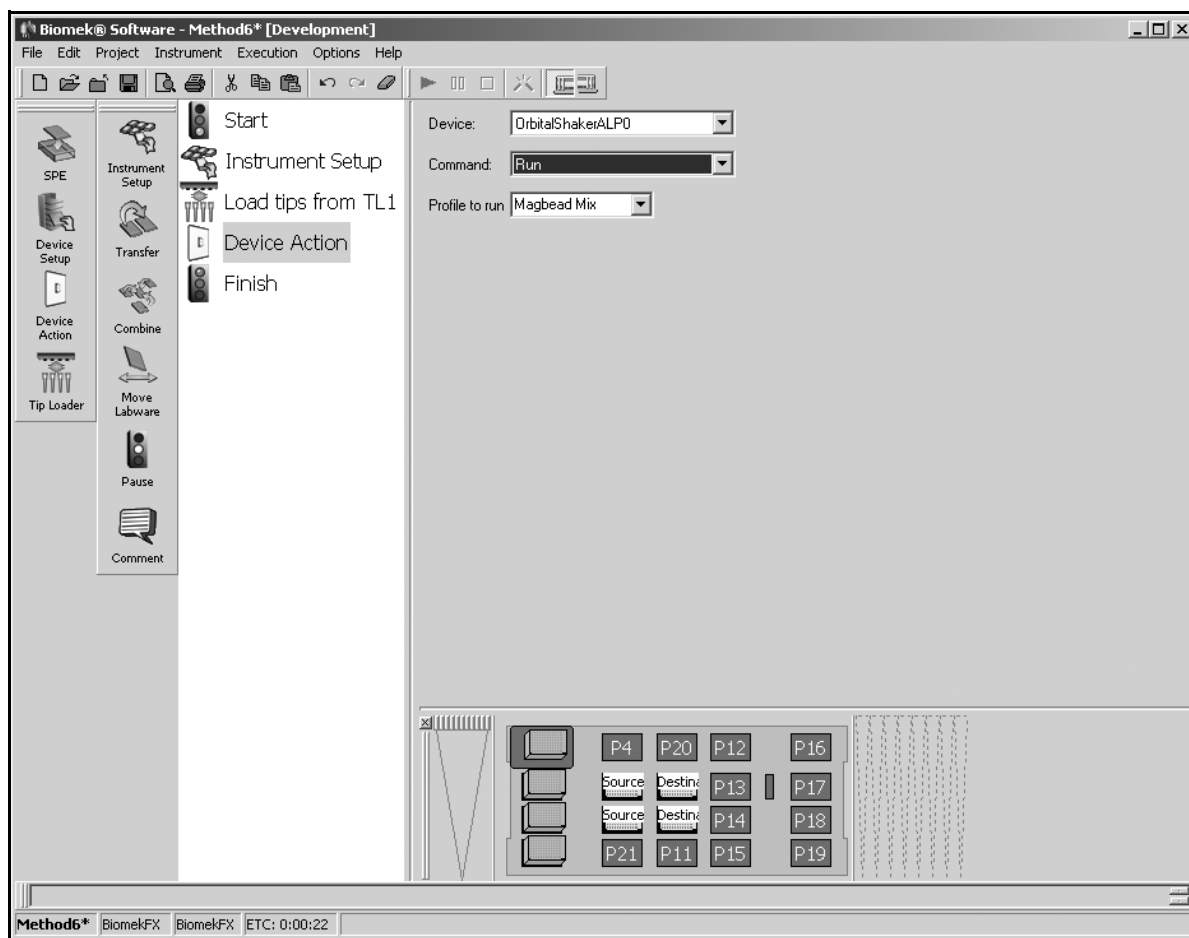 Biomek® Software - Method6* [Development]
File Edit Project Instrument Execution Options Help
SPE
Device
Setup
Device
Action
Tip Loader
Instrument
Setup
Transfer
Combine
Move
Labware
Pause
Comment
Start
Instrument Setup
Load tips from TL1
Device Action
Finish
Device: OrbitalShakerALP0
Command: Run
Profile to run Magbead Mix
P4 P20 P12 P16
Source Destina P13 P17
Source Destina P14 P18
P21 P11 P15 P19
Method6* BiomekFX BiomekFX ETC: 0:00:22